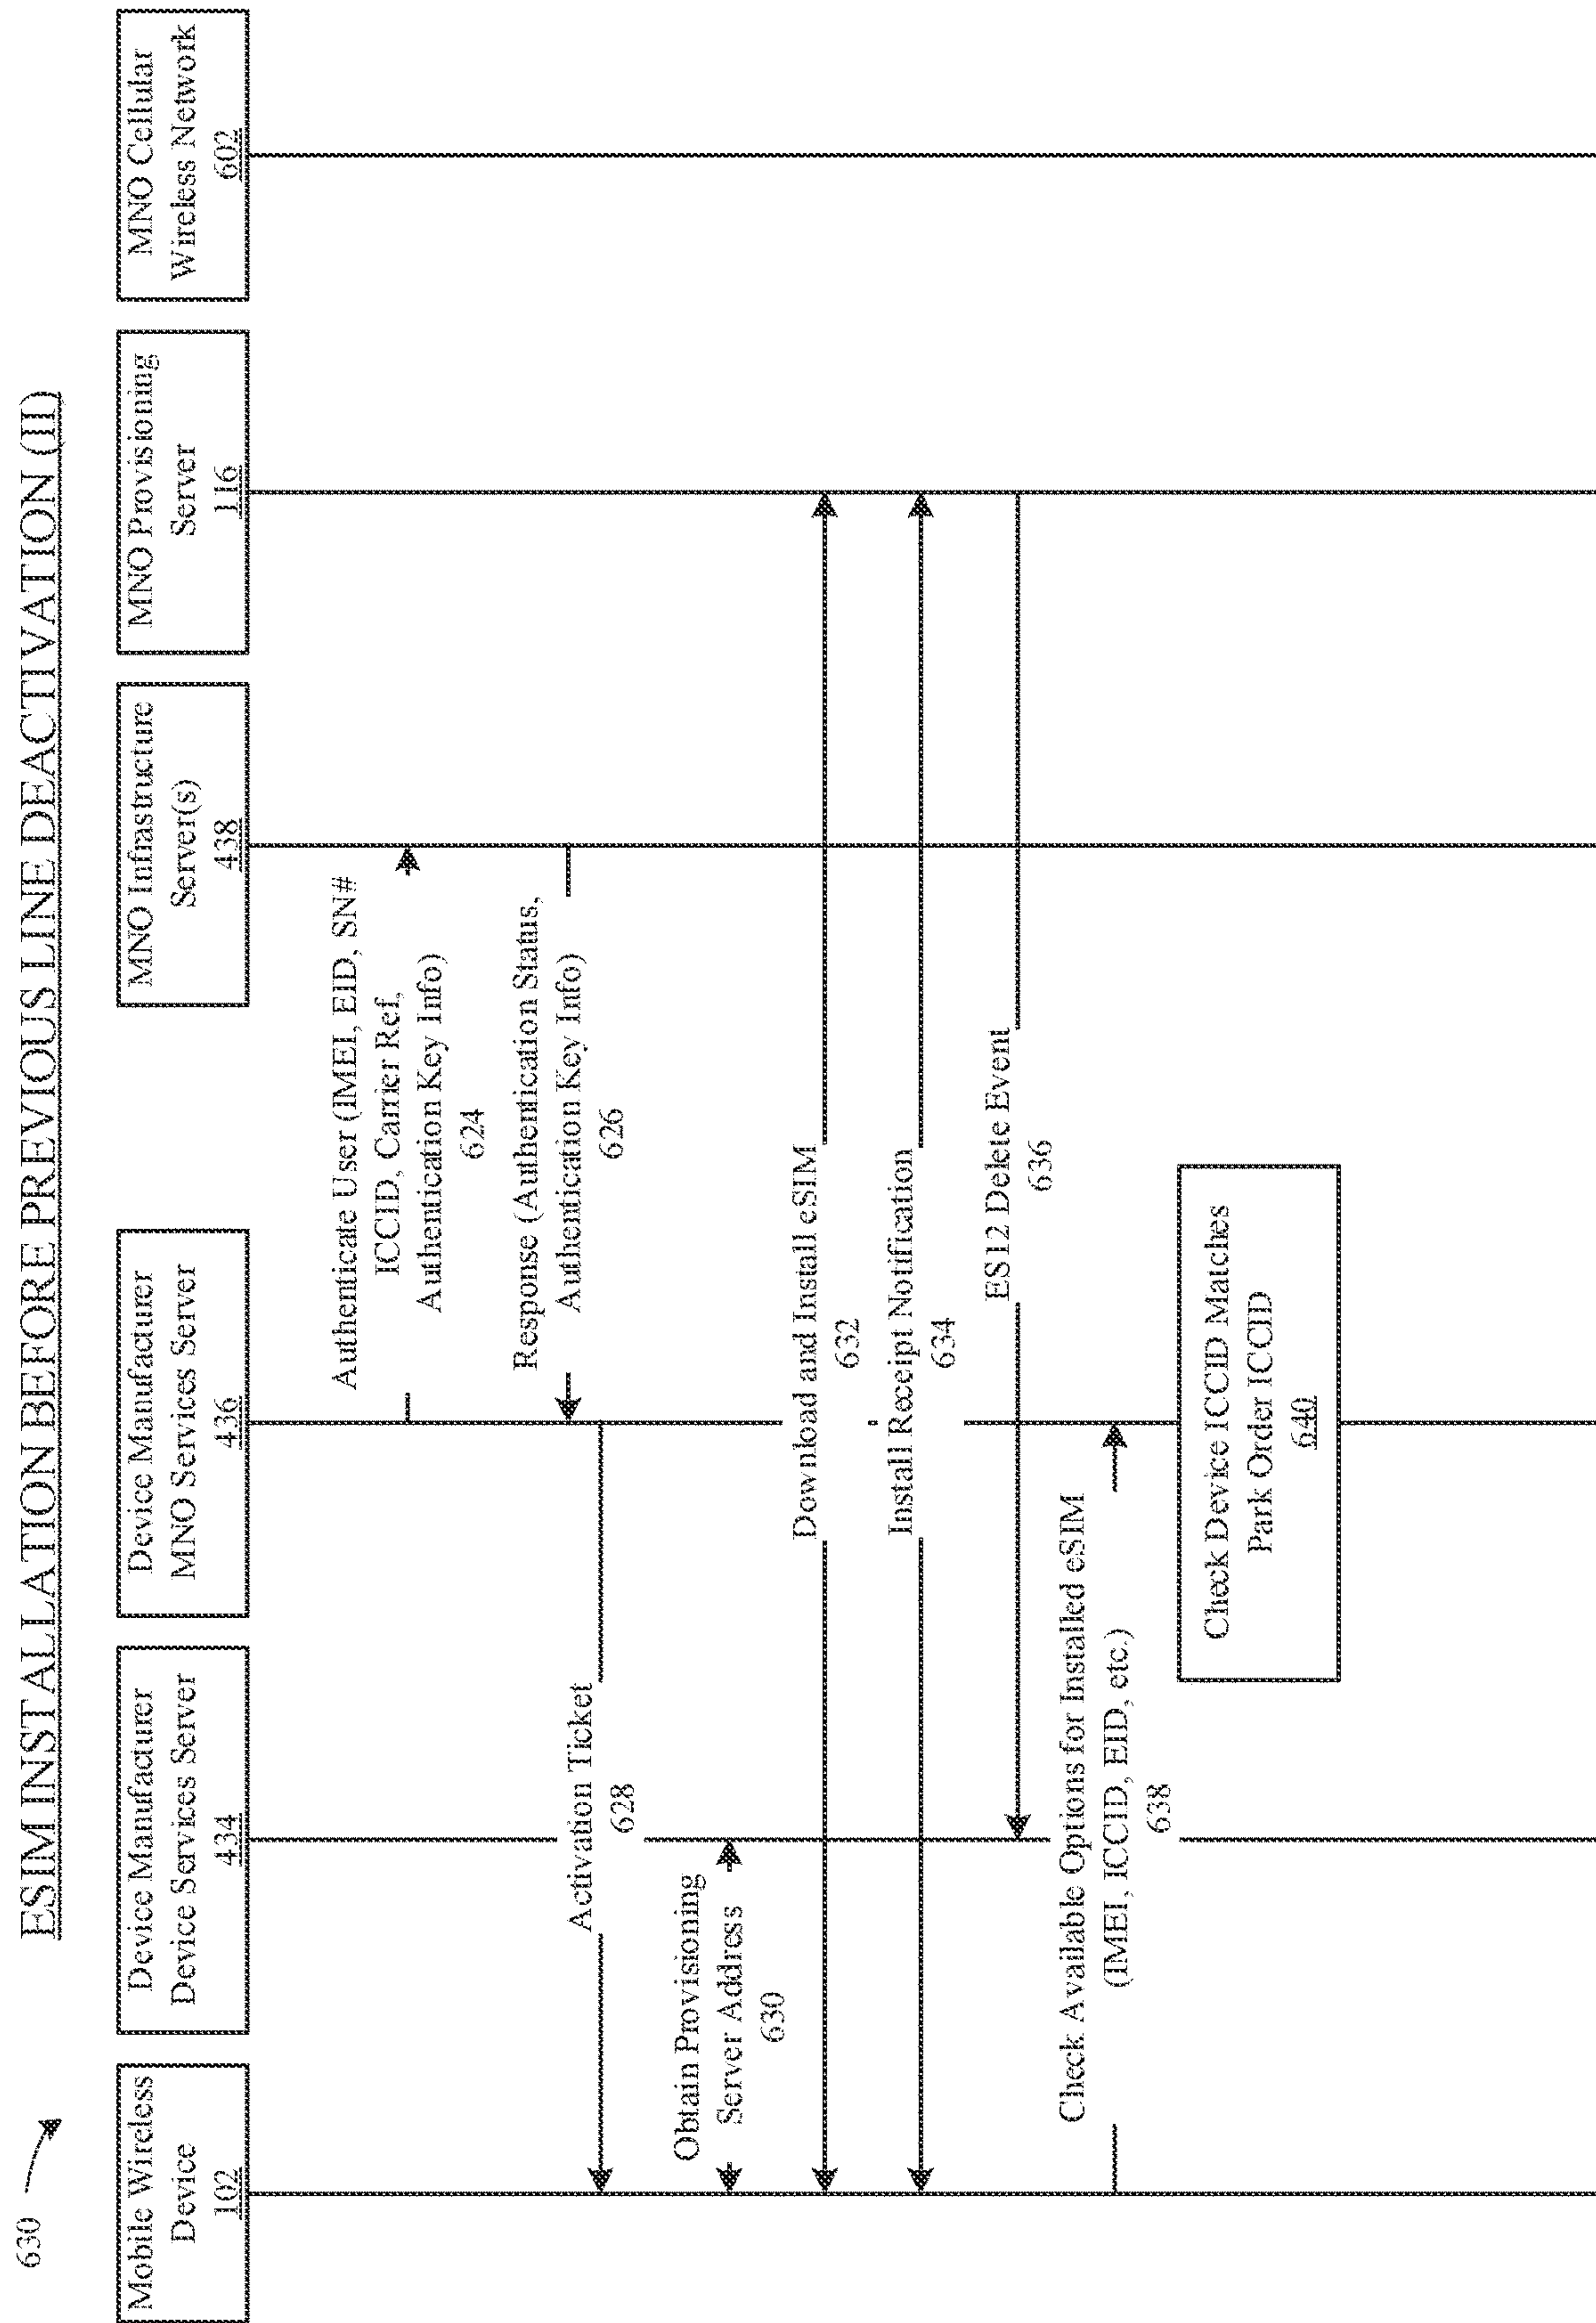 630
ESIM INSTALLATION BEFORE PREVIOUS LINE DEACTIVATION (II)
Mobile Wireless
Device
102
Device Manufacturer
Device Services Server
434
Device Manufacturer
MNO Services Server
436
MNO Infrastructure
Server(s)
438
MNO Provisioning
Server
116
MNO Cellular
Wireless Network
602
Authenticate User (IMEI, EID, SN#
ICCID, Carrier Ref,
Authentication Key Info)
624
Response (Authentication Status,
Authentication Key Info)
626
Activation Ticket
628
Obtain Provisioning
Server Address
630
Download and Install eSIM
632
Install Receipt Notification
634
ES12 Delete Event
636
Check Available Options for Installed eSIM
(IMEI, ICCID, EID, etc.)
638
Check Device ICCID Matches
Park Order ICCID
640